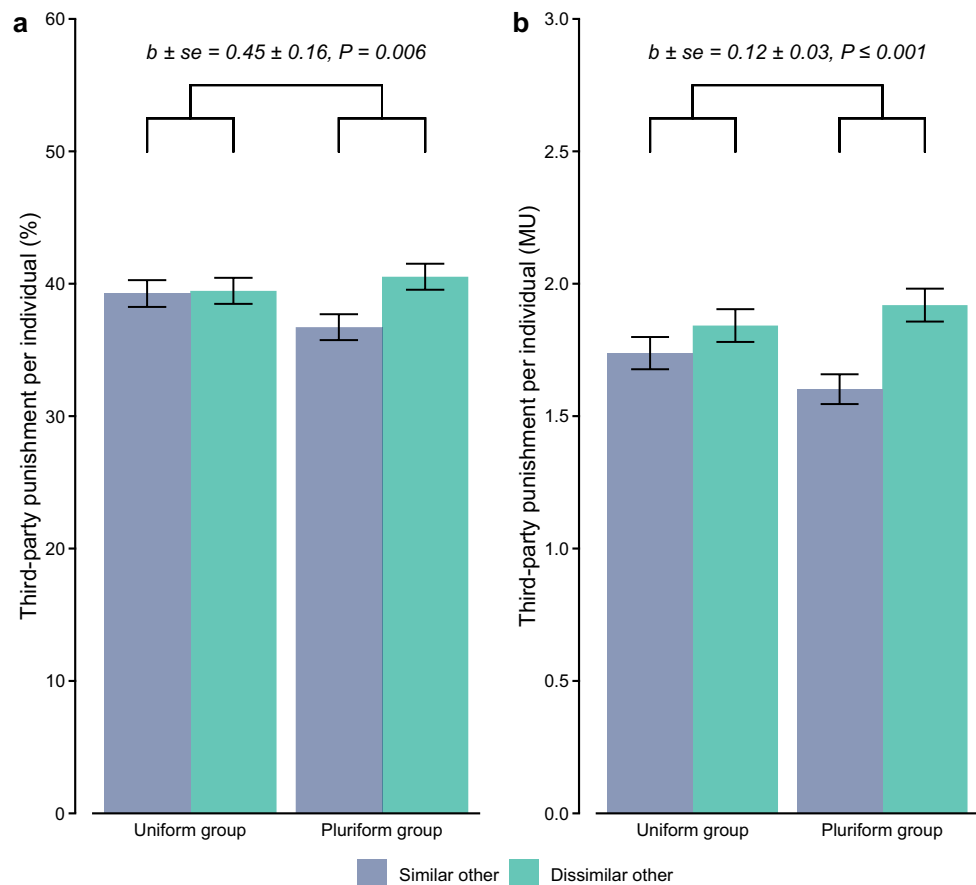 a
b ± se = 0.45 ± 0.16, P = 0.006
Third-party punishment per individual (%)
60
50
40
30
20
10
0
Uniform group
Pluriform group
b
b ± se = 0.12 ± 0.03, P ≤ 0.001
Third-party punishment per individual (MU)
3.0
2.5
2.0
1.5
1.0
0.5
0.0
Uniform group
Pluriform group
Similar other
Dissimilar other